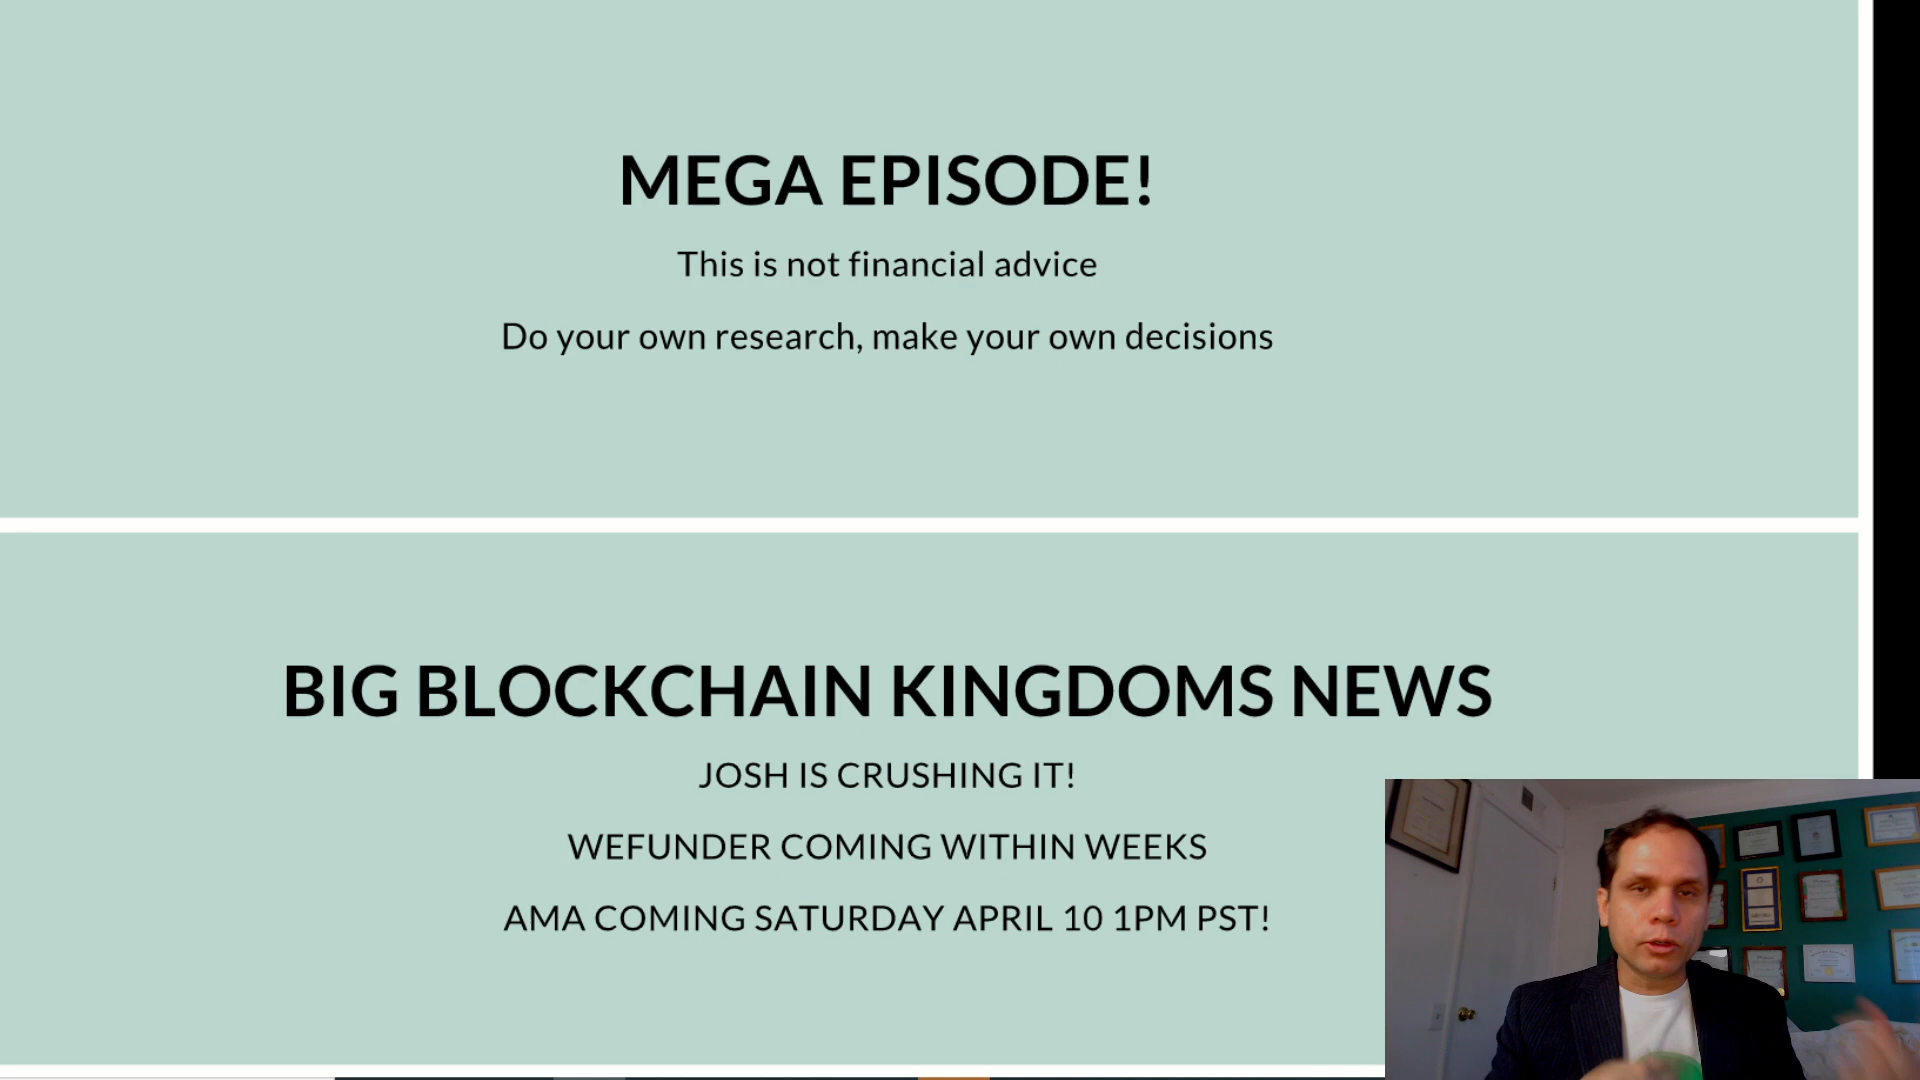 MEGA EPISODE!
This is not financial advice
Do your own research, make your own decisions
BIG BLOCKCHAIN KINGDOMS NEWS
JOSH IS CRUSHING IT!
WEFUNDER COMING WITHIN WEEKS
AMA COMING SATURDAY APRIL 10 1PM PST!